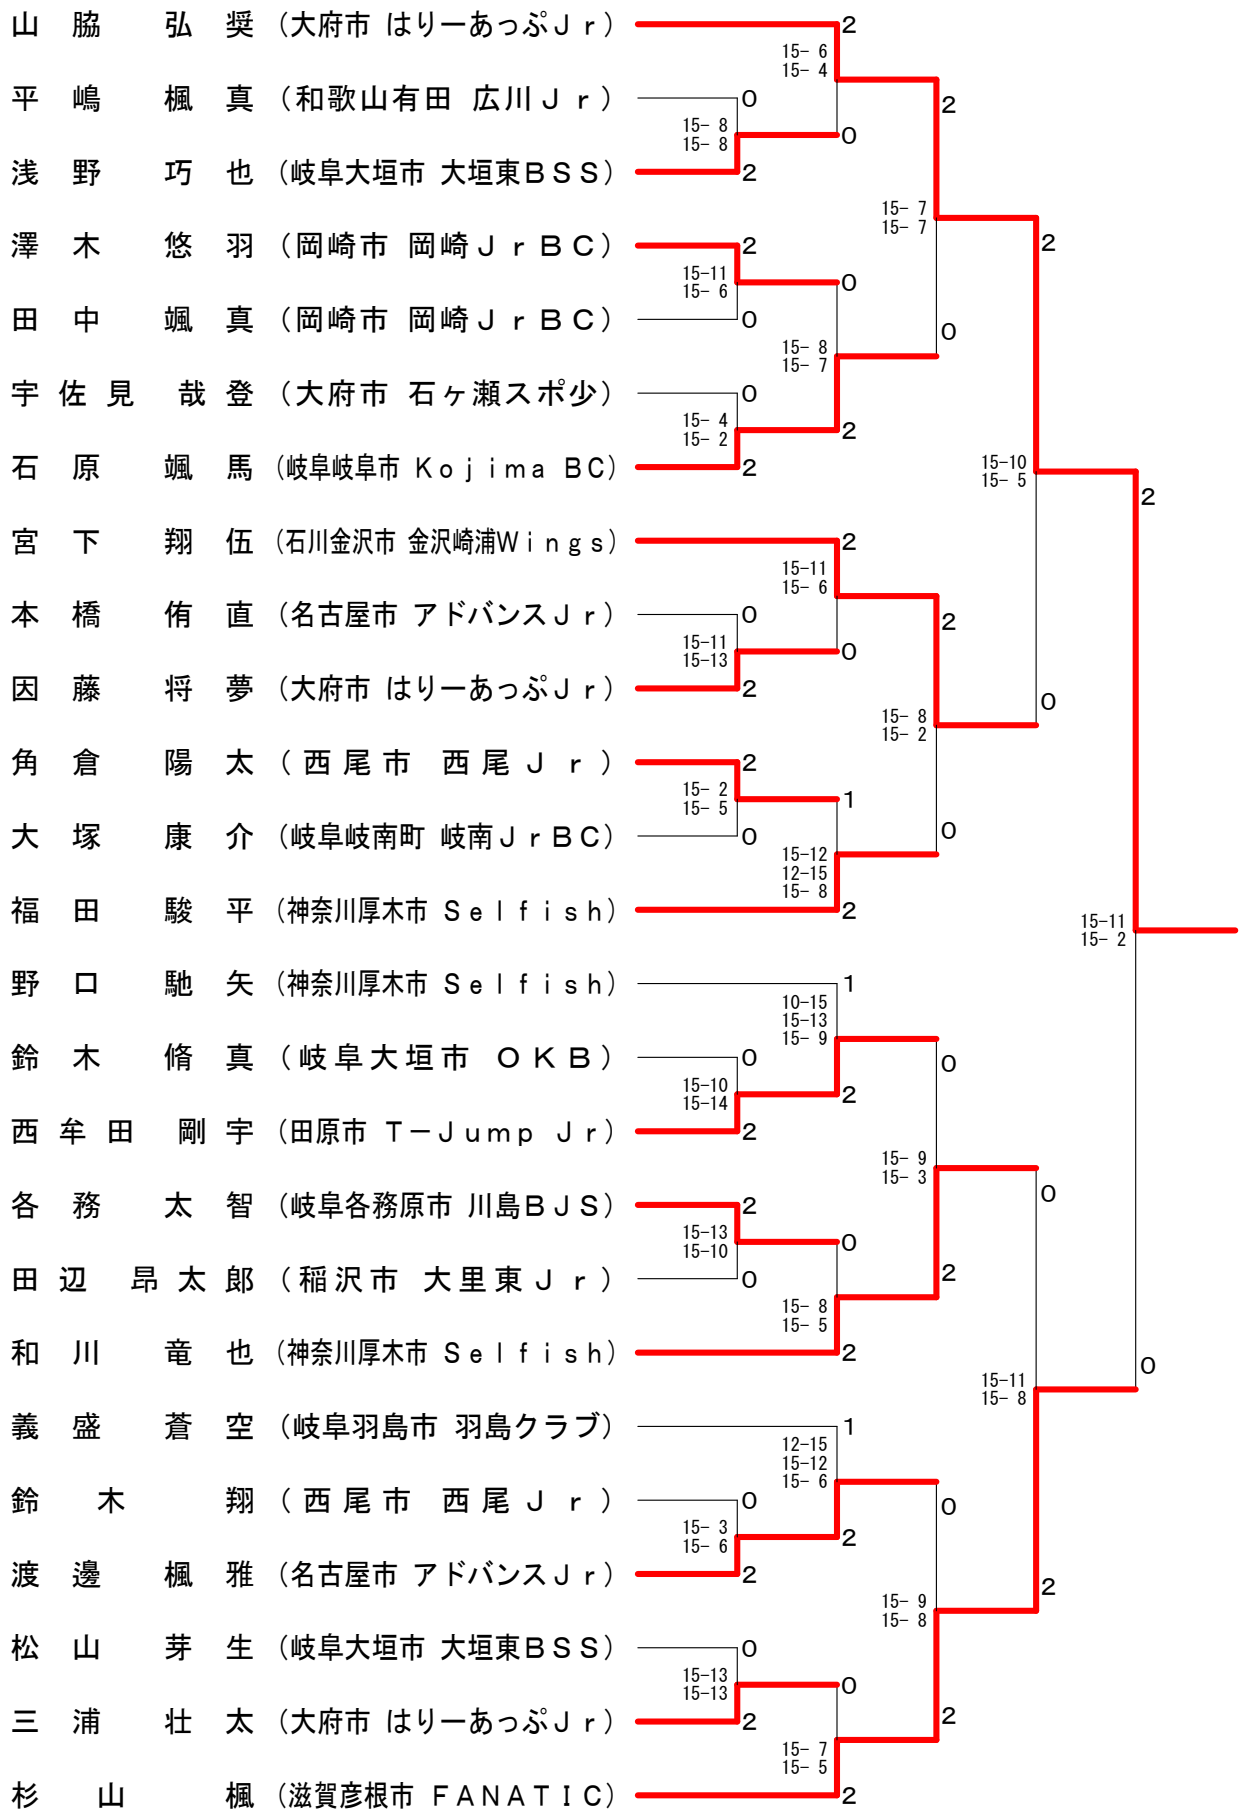 山脇 弘奨 (大府市 はりーあっぷJr) 2
15- 6
15- 4
平嶋 楓真 (和歌山有田 広川Jr) 0
2
15- 8
15- 8
0
浅野 巧也 (岐阜大垣市 大垣東BSS) 2
15- 7
15- 7
澤木 悠羽 (岡崎市 岡崎JrBC) 2
2
15-11
15- 6
0
田中 颯真 (岡崎市 岡崎JrBC) 0
0
15- 8
15- 7
宇佐見 哉登 (大府市 石ヶ瀬スポ少) 0
15- 4
15- 2
2
石原 颯馬 (岐阜岐阜市 Kojima BC) 2
15-10
15- 5
2
宮下 翔伍 (石川金沢市 金沢崎浦Wings) 2
15-11
15- 6
本橋 侑直 (名古屋市 アドバンスJr) 0
2
15-11
15-13
0
因藤 将夢 (大府市 はりーあっぷJr) 2
0
15- 8
15- 2
角倉 陽太 (西尾市 西尾Jr) 2
15- 2
15- 5
1
大塚 康介 (岐阜岐南町 岐南JrBC) 0
0
15-12
12-15
15- 8
福田 駿平 (神奈川厚木市 Selfish) 2
15-11
15- 2
野口 馳矢 (神奈川厚木市 Selfish) 1
10-15
15-13
15- 9
鈴木 脩真 (岐阜大垣市 OKB) 0
0
15-10
15-14
2
西牟田 剛宇 (田原市 T-Jump Jr) 2
15- 9
15- 3
0
各務 太智 (岐阜各務原市 川島BJS) 2
15-13
15-10
0
田辺 昂太郎 (稲沢市 大里東Jr) 0
2
15- 8
15- 5
和川 竜也 (神奈川厚木市 Selfish) 2
0
15-11
15- 8
義盛 蒼空 (岐阜羽島市 羽島クラブ) 1
12-15
15-12
15- 6
鈴木 翔 (西尾市 西尾Jr) 0
0
15- 3
15- 6
2
渡邊 楓雅 (名古屋市 アドバンスJr) 2
2
15- 9
15- 8
松山 芽生 (岐阜大垣市 大垣東BSS) 0
15-13
15-13
0
三浦 壮太 (大府市 はりーあっぷJr) 2
2
15- 7
15- 5
杉山 楓 (滋賀彦根市 FANATIC) 2